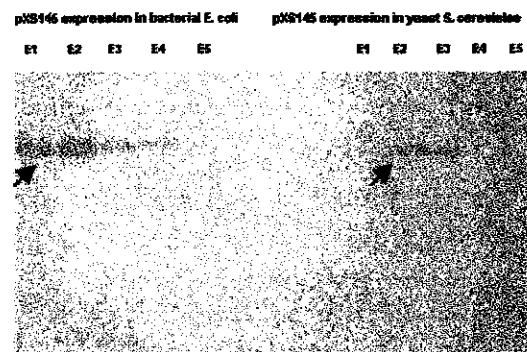 pXS145 expression in bacterial E. coli pXS145 expression in yeast S. cerevisiae
E1 E2 E3 E4 E5 E1 E2 E3 E4 E5